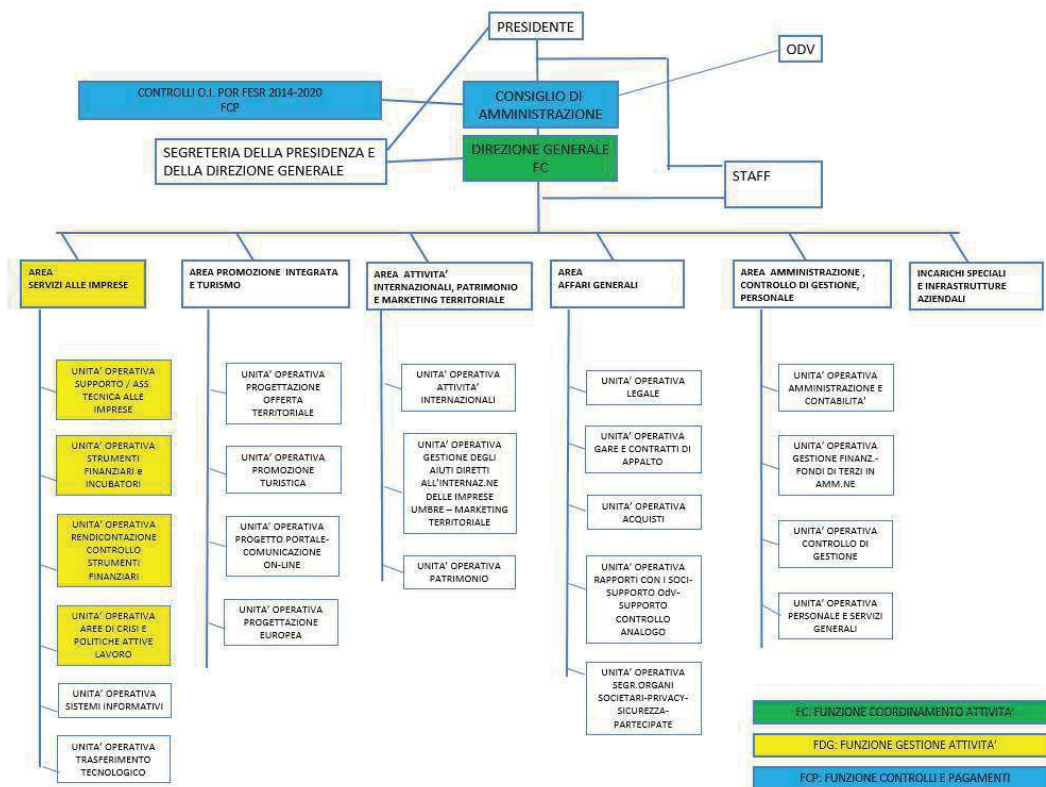 PRESIDENTE
ODV
CONTROLLI O.I. POR FESR 2014-2020
FCP
CONSIGLIO DI
AMMINISTRAZIONE
SEGRETERIA DELLA PRESIDENZA E
DELLA DIREZIONE GENERALE
DIREZIONE GENERALE
FC
STAFF
AREA
SERVIZI ALLE IMPRESE
AREA PROMOZIONE INTEGRATA
E TURISMO
AREA ATTIVITA'
INTERNAZIONALI, PATRIMONIO
E MARKETING TERRITORIALE
AREA
AFFARI GENERALI
AREA AMMINISTRAZIONE ,
CONTROLLO DI GESTIONE,
PERSONALE
INCARICHI SPECIALI
E INFRASTRUTTURE
AZIENDALI
UNITA' OPERATIVA
SUPPORTO / ASS.
TECNICA ALLE
IMPRESE
UNITA' OPERATIVA
STRUMENTI
FINANZIARI e
INCUBATORI
UNITA' OPERATIVA
RENDICONTAZIONE
CONTROLLO
STRUMENTI
FINANZIARI
UNITA' OPERATIVA
AREE DI CRISI E
POLITICHE ATTIVE
LAVORO
UNITA' OPERATIVA
SISTEMI INFORMATIVI
UNITA' OPERATIVA
TRASFERIMENTO
TECNOLOGICO
UNITA' OPERATIVA
PROGETTAZIONE
OFFERTA
TERRITORIALE
UNITA' OPERATIVA
PROMOZIONE
TURISTICA
UNITA' OPERATIVA
PROGETTO PORTALE-
COMUNICAZIONE
ON-LINE
UNITA' OPERATIVA
PROGETTAZIONE
EUROPEA
UNITA' OPERATIVA
ATTIVITA'
INTERNAZIONALI
UNITA' OPERATIVA
GESTIONE DEGLI
AIUTI DIRETTI
ALL'INTERNAZ.NE
DELLE IMPRESE
UMBRE – MARKETING
TERRITORIALE
UNITA' OPERATIVA
PATRIMONIO
UNITA' OPERATIVA
LEGALE
UNITA' OPERATIVA
GARE E CONTRATTI DI
APPALTO
UNITA' OPERATIVA
ACQUISTI
UNITA' OPERATIVA
RAPPORTI CON I SOCI-
SUPPORTO OdV-
SUPPORTO
CONTROLLO
ANALOGO
UNITA' OPERATIVA
SEGR.ORGANI
SOCIETARI-PRIVACY-
SICUREZZA-
PARTECIPATE
UNITA' OPERATIVA
AMMINISTRAZIONE E
CONTABILITA'
UNITA' OPERATIVA
GESTIONE FINANZ.-
FONDI DI TERZI IN
AMM.NE
UNITA' OPERATIVA
CONTROLLO DI
GESTIONE
UNITA' OPERATIVA
PERSONALE E SERVIZI
GENERALI
FC: FUNZIONE COORDINAMENTO ATTIVITA'
FDG: FUNZIONE GESTIONE ATTIVITA'
FCP: FUNZIONE CONTROLLI E PAGAMENTI